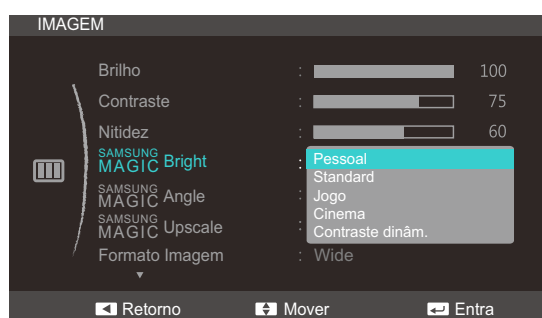 IMAGEM
Brilho : 100
Contraste : 75
Nitidez : 60
SAMSUNG MAGIC Bright :
Pessoal
Standard
Jogo
Cinema
Contraste dinâm.
SAMSUNG MAGIC Angle :
SAMSUNG MAGIC Upscale :
Formato Imagem : Wide
Retorno Mover Entra